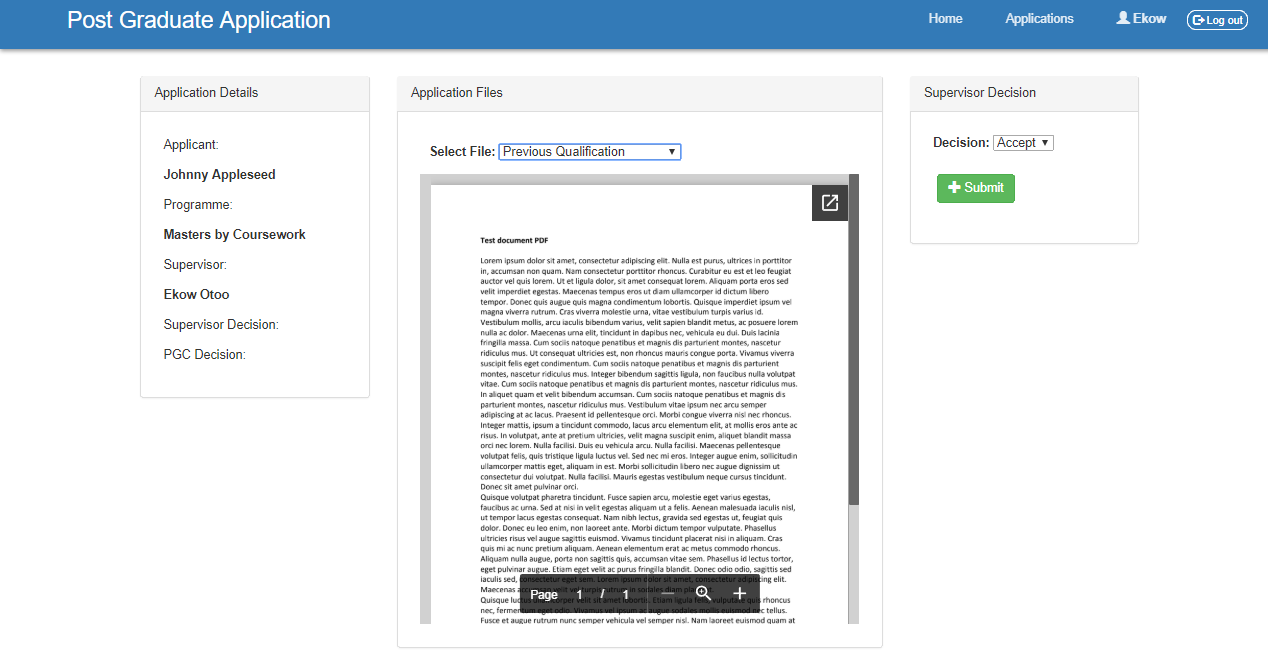 Post Graduate Application
Home
Applications
Ekow
Log out
Application Details
Applicant:
Johnny Appleseed
Programme:
Masters by Coursework
Supervisor:
Ekow Otoo
Supervisor Decision:
PGC Decision:
Application Files
Select File: Previous Qualification
Test document PDF
Lorem ipsum dolor sit amet, consectetur adipiscing elit. Nulla est purus, ultrices in porttitor
in, accumsan non quam. Nam consectetur porttitor rhoncus. Curabitur eu est et leo feugiat
auctor vel quis lorem. Ut et ligula dolor, sit amet consequat lorem. Aliquam porta eros sed
velit imperdiet egestas. Maecenas tempus eros ut diam ullamcorper id dictum libero
tempor. Donec quis augue quis magna condimentum lobortis. Quisque imperdiet ipsum vel
magna viverra rutrum. Cras viverra molestie urna, vitae vestibulum turpis varius id.
Vestibulum mollis, arcu iaculis bibendum varius, velit sapien blandit metus, ac posuere lorem
nulla ac dolor. Maecenas urna elit, tincidunt in dapibus nec, vehicula eu dui. Duis lacinia
fringilla massa. Cum sociis natoque penatibus et magnis dis parturient montes, nascetur
ridiculus mus. Ut consequat ultricies est, non rhoncus mauris congue porta. Vivamus viverra
suscipit felis eget condimentum. Cum sociis natoque penatibus et magnis dis parturient
montes, nascetur ridiculus mus. Integer bibendum sagittis ligula, non faucibus nulla volutpat
vitae. Cum sociis natoque penatibus et magnis dis parturient montes, nascetur ridiculus mus.
In aliquet quam et velit bibendum accumsan. Cum sociis natoque penatibus et magnis dis
parturient montes, nascetur ridiculus mus. Vestibulum vitae ipsum nec arcu semper
adipiscing at ac lacus. Praesent id pellentesque orci. Morbi congue viverra nisl nec rhoncus.
Integer mattis, ipsum a tincidunt commodo, lacus arcu elementum elit, at mollis eros ante ac
risus. In volutpat, ante at pretium ultricies, velit magna suscipit enim, aliquet blandit massa
orci nec lorem. Nulla facilisi. Duis eu vehicula arcu. Nulla facilisi. Maecenas pellentesque
volutpat felis, quis tristique ligula luctus vel. Sed nec mi eros. Integer augue enim, sollicitudin
ullamcorper mattis eget, aliquam in est. Morbi sollicitudin libero nec augue dignissim ut
consectetur dui volutpat. Nulla facilisi. Mauris egestas vestibulum neque cursus tincidunt.
Donec sit amet pulvinar orci.
Quisque volutpat pharetra tincidunt. Fusce sapien arcu, molestie eget varius egestas,
faucibus ac urna. Sed at nisi in velit egestas aliquam ut a felis. Aenean malesuada iaculis nisl,
ut tempor lacus egestas consequat. Nam nibh lectus, gravida sed egestas ut, feugiat quis
dolor. Donec eu leo enim, non laoreet ante. Morbi dictum tempor vulputate. Phasellus
ultricies risus vel augue sagittis euismod. Vivamus tincidunt placerat nisi in aliquam. Cras
quis mi ac nunc pretium aliquam. Aenean elementum erat ac metus commodo rhoncus.
Aliquam nulla augue, porta non sagittis quis, accumsan vitae sem. Phasellus id lectus tortor,
eget pulvinar augue. Etiam eget velit ac purus fringilla blandit. Donec odio odio, sagittis sed
iaculis sed, consectetur eget sem. Lorem ipsum dolor sit amet, consectetur adipiscing elit.
Maecenas accumsan velit vel turpis rutrum in sodales diam
Quisque luctus ullamcorper velit sit amet lobortis. Etiam ligula felis, vulputate quis rhoncus
nec, fermentum eget odio. Vivamus vel ipsum ac augue sodales mollis euismod nec tellus.
Fusce et augue rutrum nunc semper vehicula vel semper nisl. Nam laoreet euismod quam at
Page 1 / 1
Supervisor Decision
Decision: Accept
Submit